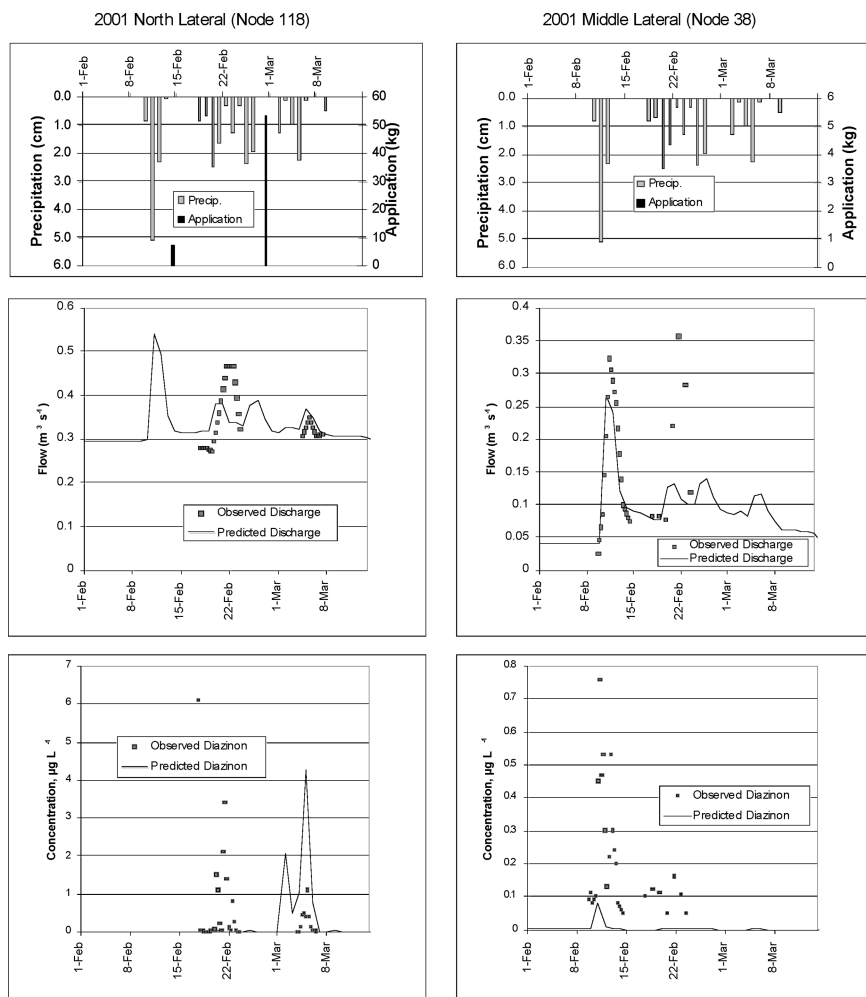 2001 North Lateral (Node 118)
2001 Middle Lateral (Node 38)
1-Feb
8-Feb
15-Feb
22-Feb
1-Mar
8-Mar
Precipitation (cm)
0.0
1.0
2.0
3.0
4.0
5.0
6.0
Application (kg)
60
50
40
30
20
10
0
Precip.
Application
1-Feb
8-Feb
15-Feb
22-Feb
1-Mar
8-Mar
Precipitation (cm)
0.0
1.0
2.0
3.0
4.0
5.0
6.0
Application (kg)
6
5
4
3
2
1
0
Precip.
Application
Flow (m³ s⁻¹)
0.6
0.5
0.4
0.3
0.2
0.1
0
Observed Discharge
Predicted Discharge
1-Feb
8-Feb
15-Feb
22-Feb
1-Mar
8-Mar
Flow (m³ s⁻¹)
0.4
0.35
0.3
0.25
0.2
0.15
0.1
0.05
0
Observed Discharge
Predicted Discharge
1-Feb
8-Feb
15-Feb
22-Feb
1-Mar
8-Mar
Concentration, µg L⁻¹
7
6
5
4
3
2
1
0
Observed Diazinon
Predicted Diazinon
1-Feb
8-Feb
15-Feb
22-Feb
1-Mar
8-Mar
Concentration, µg L⁻¹
0.8
0.7
0.6
0.5
0.4
0.3
0.2
0.1
0
Observed Diazinon
Predicted Diazinon
1-Feb
8-Feb
15-Feb
22-Feb
1-Mar
8-Mar